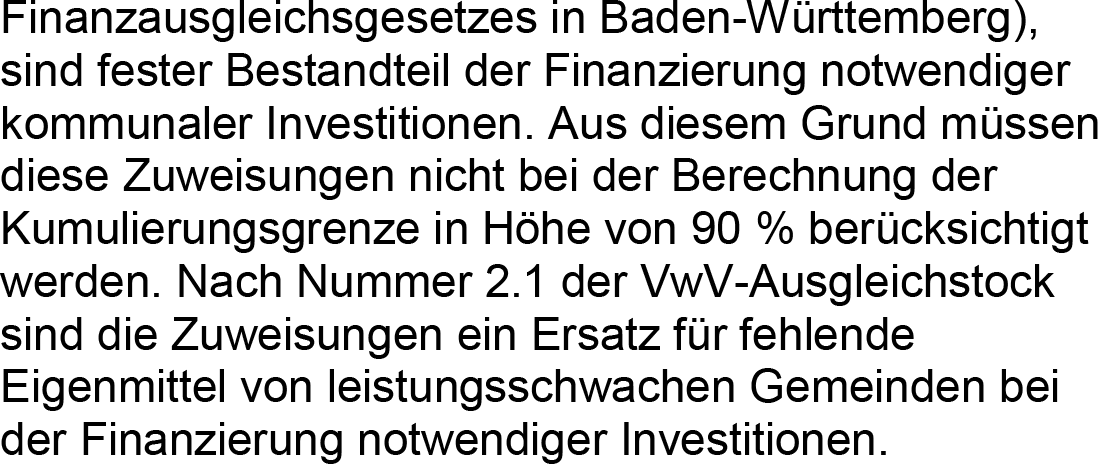 Finanzausgleichsgesetzes in Baden-Württemberg),
sind fester Bestandteil der Finanzierung notwendiger
kommunaler Investitionen. Aus diesem Grund müssen
diese Zuweisungen nicht bei der Berechnung der
Kumulierungsgrenze in Höhe von 90 % berücksichtigt
werden. Nach Nummer 2.1 der VwV-Ausgleichstock
sind die Zuweisungen ein Ersatz für fehlende
Eigenmittel von leistungsschwachen Gemeinden bei
der Finanzierung notwendiger Investitionen.